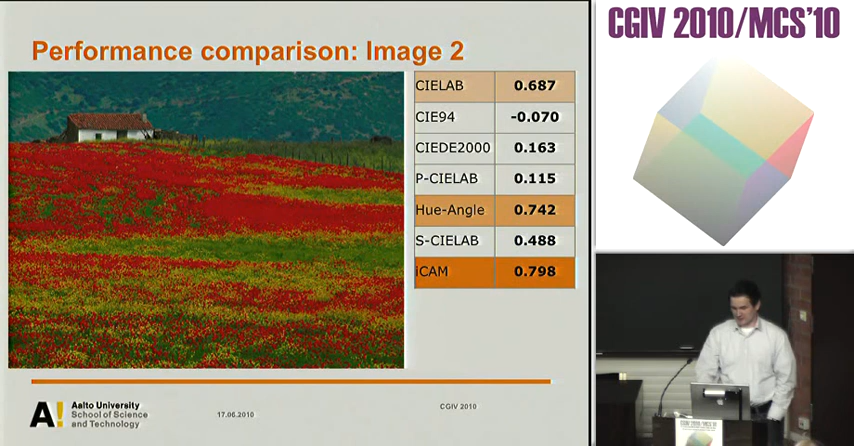 Performance comparison: Image 2
CIELAB 0.687
CIE94 -0.070
CIEDE2000 0.163
P-CIELAB 0.115
Hue-Angle 0.742
S-CIELAB 0.488
iCAM 0.798
A! Aalto University
School of Science
and Technology
17.06.2010
CGIV 2010
CGIV 2010/MCS'10